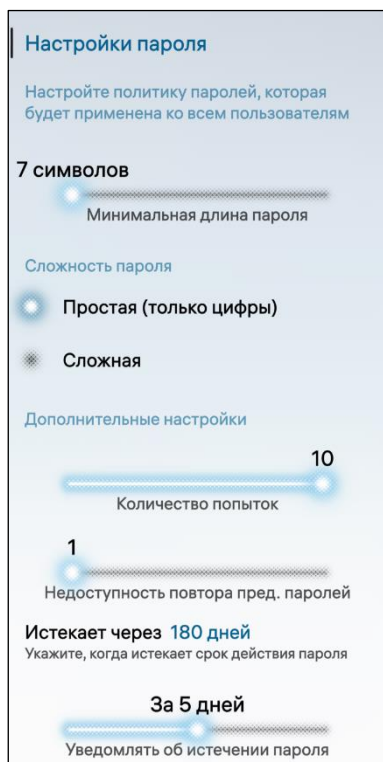 Настройки пароля
Настройте политику паролей, которая
будет применена ко всем пользователям
7 символов
Минимальная длина пароля
Сложность пароля
Простая (только цифры)
Сложная
Дополнительные настройки
10
Количество попыток
1
Недоступность повтора пред. паролей
Истекает через 180 дней
Укажите, когда истекает срок действия пароля
За 5 дней
Уведомлять об истечении пароля